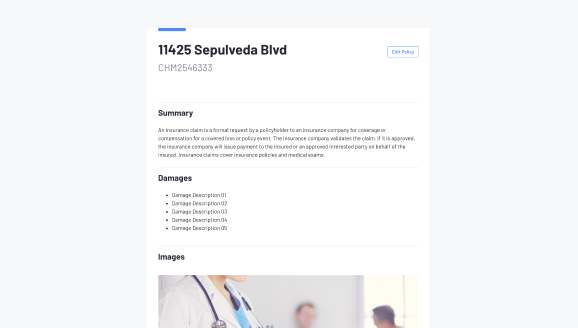 11425 Sepulveda Blvd
Edit Policy
CHM2546333
Summary
An insurance claim is a formal request by a policyholder to an insurance company for coverage or
compensation for a covered loss or policy event. The insurance company validates the claim. If it is approved,
the insurance company will issue payment to the insured or an approved interested party on behalf of the
insured. Insurance claims cover insurance policies and medical exams.
Damages
• Damage Description 01
• Damage Description 02
• Damage Description 03
• Damage Description 04
• Damage Description 05
Images